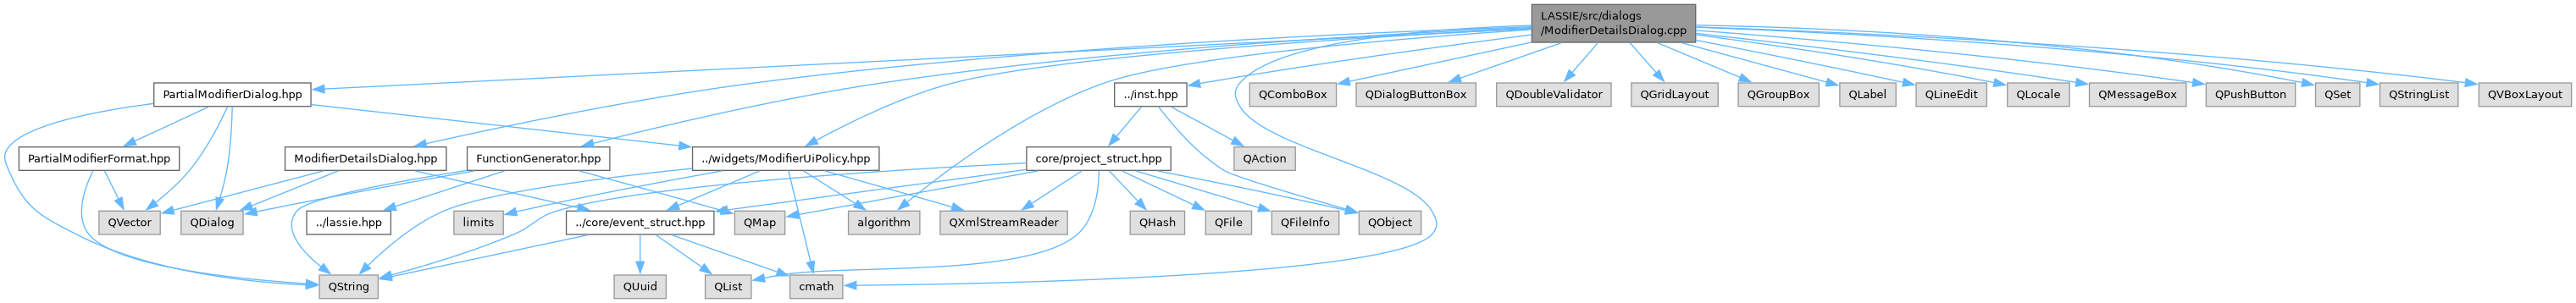 LASSIE/src/dialogs
/ModifierDetailsDialog.cpp
PartialModifierDialog.hpp
../inst.hpp
QComboBox
QDialogButtonBox
QDoubleValidator
QGridLayout
QGroupBox
QLabel
QLineEdit
QLocale
QMessageBox
QPushButton
QSet
QStringList
QVBoxLayout
PartialModifierFormat.hpp
ModifierDetailsDialog.hpp
FunctionGenerator.hpp
../widgets/ModifierUiPolicy.hpp
core/project_struct.hpp
QAction
QVector
QDialog
../lassie.hpp
limits
../core/event_struct.hpp
QMap
algorithm
QXmlStreamReader
QHash
QFile
QFileInfo
QObject
QString
QUuid
QList
cmath